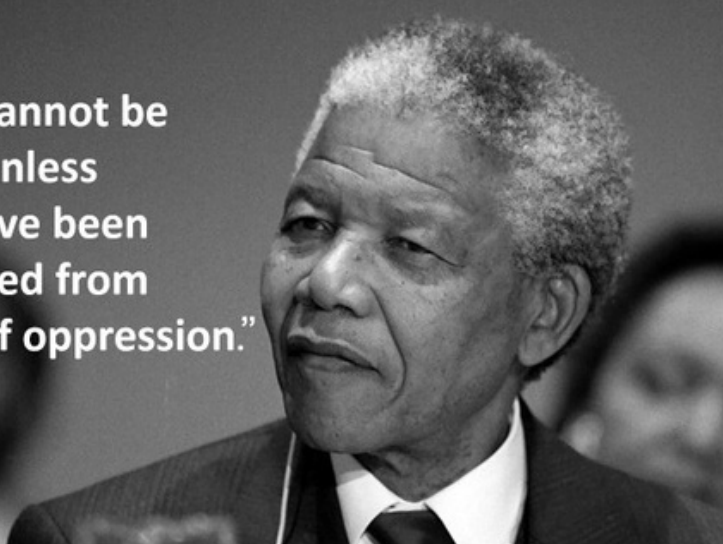 annot be
nless
ve been
ed from
f oppression.”